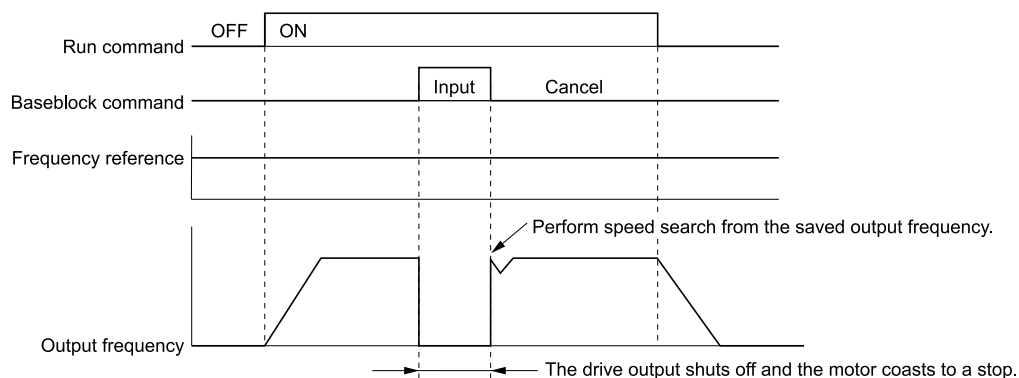 OFF ON
Run command
Input Cancel
Baseblock command
Frequency reference
Perform speed search from the saved output frequency.
Output frequency
The drive output shuts off and the motor coasts to a stop.